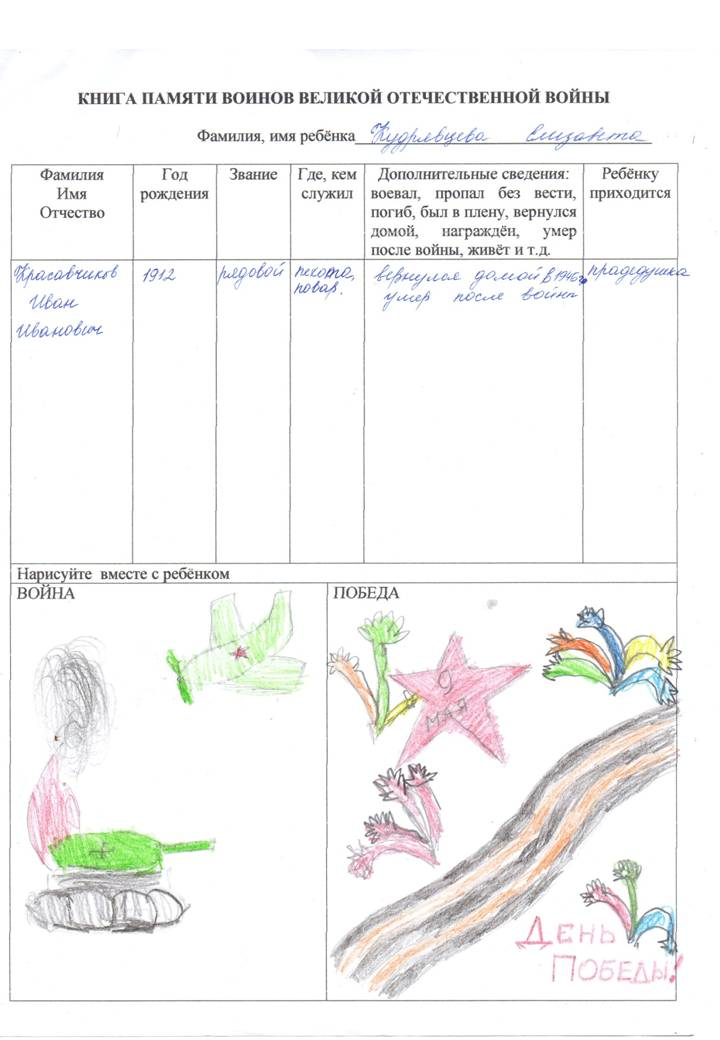 КНИГА ПАМЯТИ ВОИНОВ ВЕЛИКОЙ ОТЕЧЕСТВЕННОЙ ВОЙНЫ
Фамилия, имя ребёнка Кудрявцева Елизавета
Фамилия
Имя
Отчество
Год
рождения
Звание
Где, кем
служил
Дополнительные сведения:
воевал, пропал без вести,
погиб, был в плену, вернулся
домой, награждён, умер
после войны, живёт и т.д.
Ребёнку
приходится
Красавчиков
Иван
Иванович
1912
рядовой
пехота,
повар.
вернулся домой в 1946г
умер после войны
прадедушка
Нарисуйте вместе с ребёнком
ВОЙНА
ПОБЕДА
9
МАЯ
ДЕНЬ
ПОБЕДЫ!